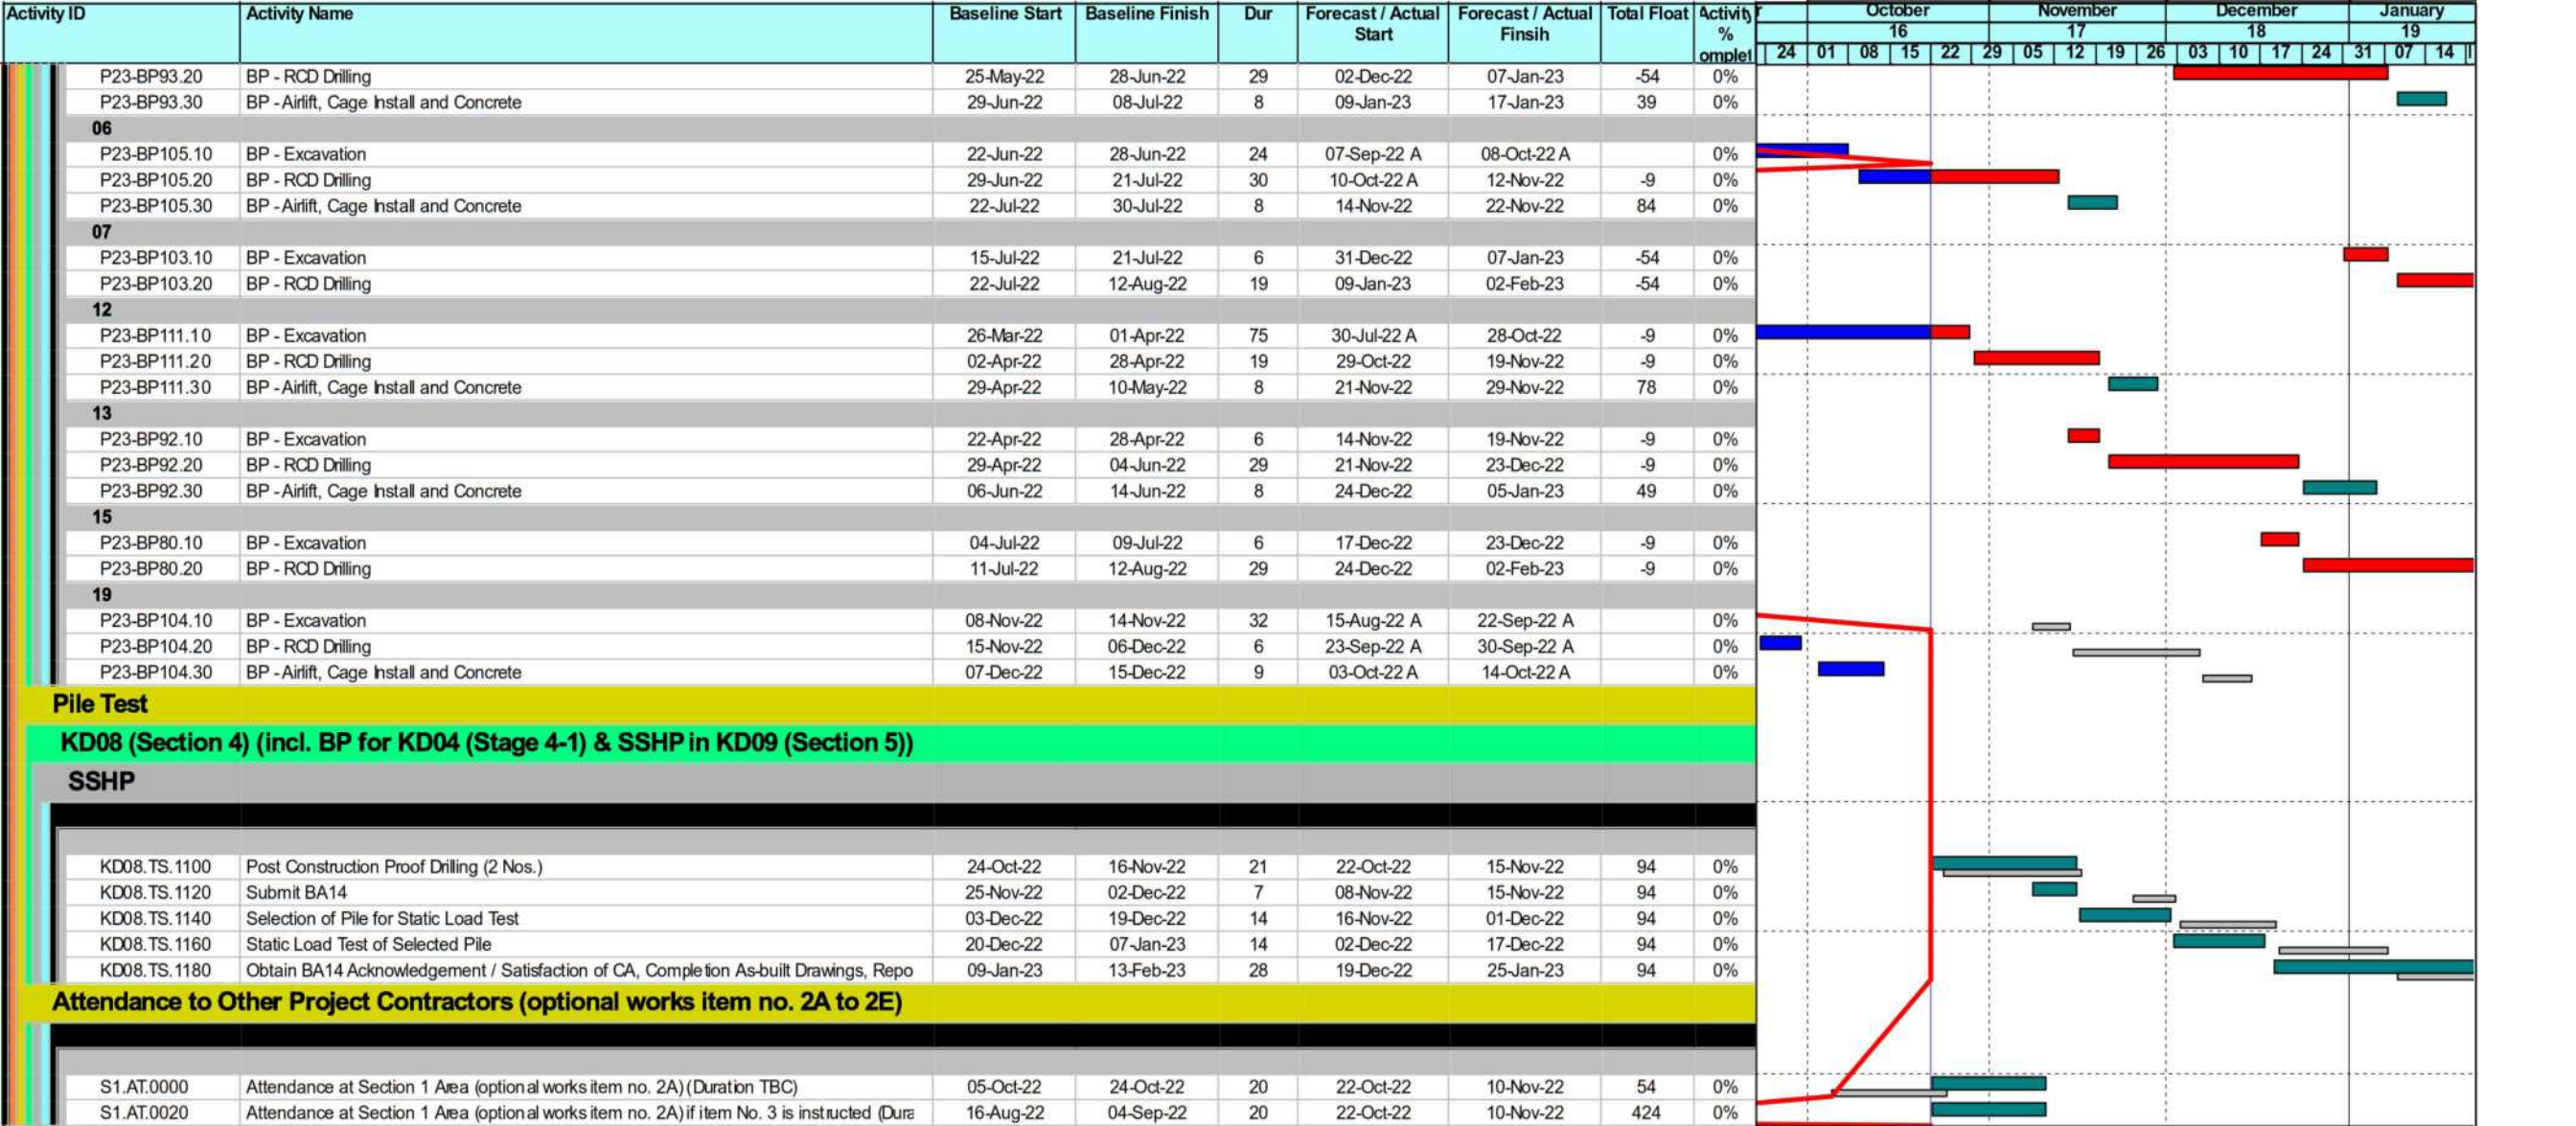 Activity ID Activity Name Baseline Start Baseline Finish Dur Forecast / Actual Start Forecast / Actual Finsih Total Float Activity % omplet
r October November December January
16 17 18 19
24 01 08 15 22 29 05 12 19 26 03 10 17 24 31 07 14
P23-BP93.20 BP - RCD Drilling 25-May-22 28-Jun-22 29 02-Dec-22 07-Jan-23 -54 0%
P23-BP93.30 BP - Airlift, Cage Install and Concrete 29-Jun-22 08-Jul-22 8 09-Jan-23 17-Jan-23 39 0%
06
P23-BP105.10 BP - Excavation 22-Jun-22 28-Jun-22 24 07-Sep-22 A 08-Oct-22 A 0%
P23-BP105.20 BP - RCD Drilling 29-Jun-22 21-Jul-22 30 10-Oct-22 A 12-Nov-22 -9 0%
P23-BP105.30 BP - Airlift, Cage Install and Concrete 22-Jul-22 30-Jul-22 8 14-Nov-22 22-Nov-22 84 0%
07
P23-BP103.10 BP - Excavation 15-Jul-22 21-Jul-22 6 31-Dec-22 07-Jan-23 -54 0%
P23-BP103.20 BP - RCD Drilling 22-Jul-22 12-Aug-22 19 09-Jan-23 02-Feb-23 -54 0%
12
P23-BP111.10 BP - Excavation 26-Mar-22 01-Apr-22 75 30-Jul-22 A 28-Oct-22 -9 0%
P23-BP111.20 BP - RCD Drilling 02-Apr-22 28-Apr-22 19 29-Oct-22 19-Nov-22 -9 0%
P23-BP111.30 BP - Airlift, Cage Install and Concrete 29-Apr-22 10-May-22 8 21-Nov-22 29-Nov-22 78 0%
13
P23-BP92.10 BP - Excavation 22-Apr-22 28-Apr-22 6 14-Nov-22 19-Nov-22 -9 0%
P23-BP92.20 BP - RCD Drilling 29-Apr-22 04-Jun-22 29 21-Nov-22 23-Dec-22 -9 0%
P23-BP92.30 BP - Airlift, Cage Install and Concrete 06-Jun-22 14-Jun-22 8 24-Dec-22 05-Jan-23 49 0%
15
P23-BP80.10 BP - Excavation 04-Jul-22 09-Jul-22 6 17-Dec-22 23-Dec-22 -9 0%
P23-BP80.20 BP - RCD Drilling 11-Jul-22 12-Aug-22 29 24-Dec-22 02-Feb-23 -9 0%
19
P23-BP104.10 BP - Excavation 08-Nov-22 14-Nov-22 32 15-Aug-22 A 22-Sep-22 A 0%
P23-BP104.20 BP - RCD Drilling 15-Nov-22 06-Dec-22 6 23-Sep-22 A 30-Sep-22 A 0%
P23-BP104.30 BP - Airlift, Cage Install and Concrete 07-Dec-22 15-Dec-22 9 03-Oct-22 A 14-Oct-22 A 0%
Pile Test
KD08 (Section 4) (incl. BP for KD04 (Stage 4-1) & SSHP in KD09 (Section 5))
SSHP
KD08.TS.1100 Post Construction Proof Drilling (2 Nos.) 24-Oct-22 16-Nov-22 21 22-Oct-22 15-Nov-22 94 0%
KD08.TS.1120 Submit BA14 25-Nov-22 02-Dec-22 7 08-Nov-22 15-Nov-22 94 0%
KD08.TS.1140 Selection of Pile for Static Load Test 03-Dec-22 19-Dec-22 14 16-Nov-22 01-Dec-22 94 0%
KD08.TS.1160 Static Load Test of Selected Pile 20-Dec-22 07-Jan-23 14 02-Dec-22 17-Dec-22 94 0%
KD08.TS.1180 Obtain BA14 Acknowledgement / Satisfaction of CA, Completion As-built Drawings, Repo 09-Jan-23 13-Feb-23 28 19-Dec-22 25-Jan-23 94 0%
Attendance to Other Project Contractors (optional works item no. 2A to 2E)
S1.AT.0000 Attendance at Section 1 Area (optional works item no. 2A) (Duration TBC) 05-Oct-22 24-Oct-22 20 22-Oct-22 10-Nov-22 54 0%
S1.AT.0020 Attendance at Section 1 Area (optional works item no. 2A) if item No. 3 is instructed (Dura 16-Aug-22 04-Sep-22 20 22-Oct-22 10-Nov-22 424 0%